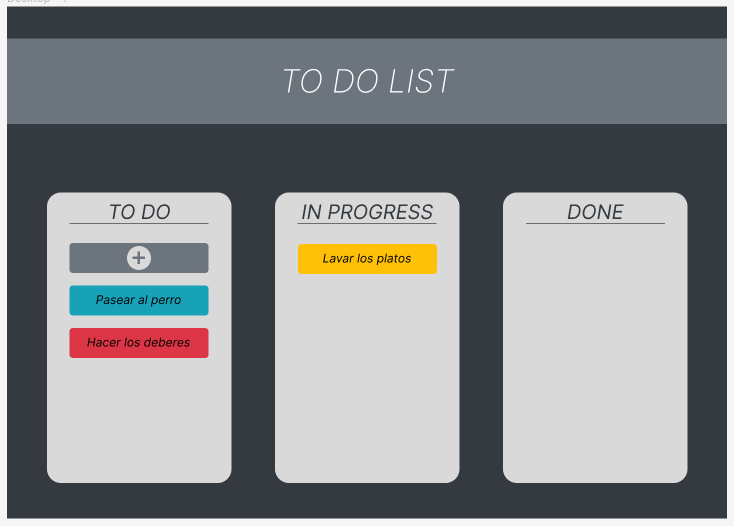 TO DO LIST
TO DO
IN PROGRESS
DONE
+
Pasear al perro
Hacer los deberes
Lavar los platos